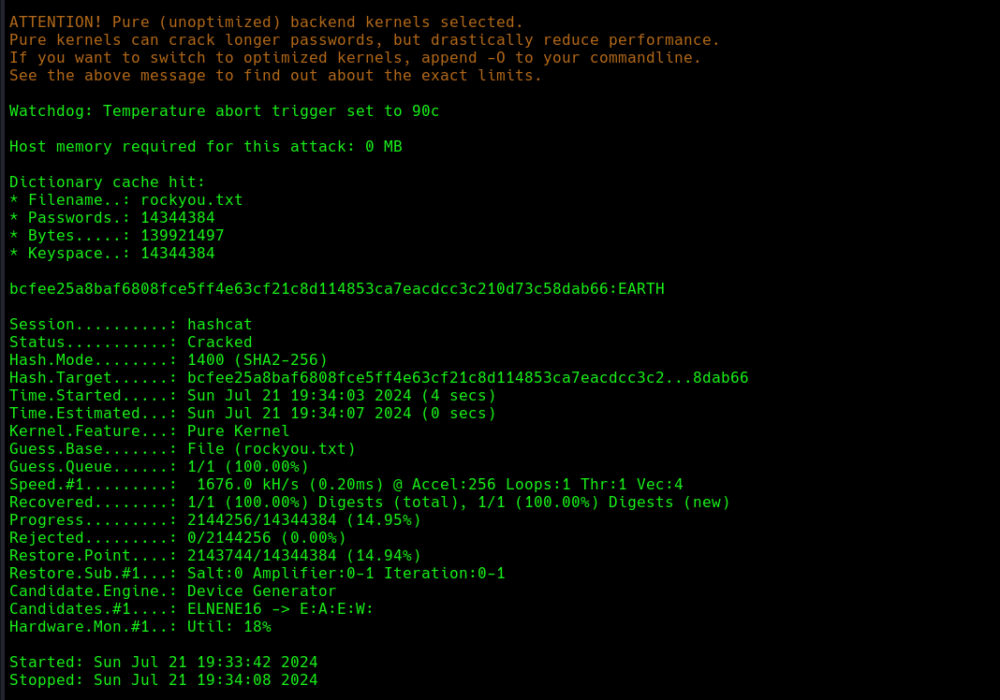 ATTENTION! Pure (unoptimized) backend kernels selected.
Pure kernels can crack longer passwords, but drastically reduce performance.
If you want to switch to optimized kernels, append -O to your commandline.
See the above message to find out about the exact limits.
Watchdog: Temperature abort trigger set to 90c
Host memory required for this attack: 0 MB
Dictionary cache hit:
* Filename..: rockyou.txt
* Passwords.: 14344384
* Bytes.....: 139921497
* Keyspace..: 14344384
bcfee25a8baf6808fce5ff4e63cf21c8d114853ca7eacdcc3c210d73c58dab66:EARTH
Session..........: hashcat
Status...........: Cracked
Hash.Mode........: 1400 (SHA2-256)
Hash.Target......: bcfee25a8baf6808fce5ff4e63cf21c8d114853ca7eacdcc3c2...8dab66
Time.Started.....: Sun Jul 21 19:34:03 2024 (4 secs)
Time.Estimated...: Sun Jul 21 19:34:07 2024 (0 secs)
Kernel.Feature...: Pure Kernel
Guess.Base.......: File (rockyou.txt)
Guess.Queue......: 1/1 (100.00%)
Speed.#1.........:  1676.0 kH/s (0.20ms) @ Accel:256 Loops:1 Thr:1 Vec:4
Recovered........: 1/1 (100.00%) Digests (total), 1/1 (100.00%) Digests (new)
Progress.........: 2144256/14344384 (14.95%)
Rejected.........: 0/2144256 (0.00%)
Restore.Point....: 2143744/14344384 (14.94%)
Restore.Sub.#1...: Salt:0 Amplifier:0-1 Iteration:0-1
Candidate.Engine.: Device Generator
Candidates.#1....: ELNENE16 -> E:A:E:W:
Hardware.Mon.#1..: Util: 18%
Started: Sun Jul 21 19:33:42 2024
Stopped: Sun Jul 21 19:34:08 2024